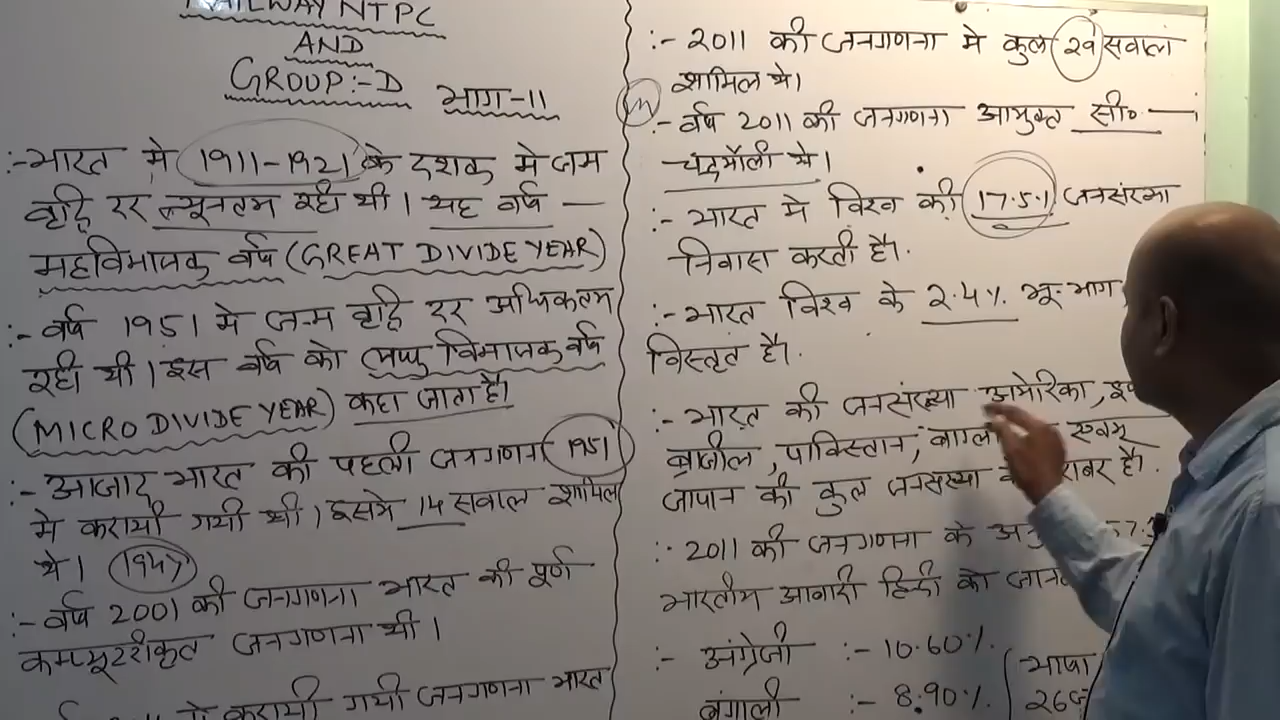 RAILWAY NTPC
AND
GROUP:-D भाग-11
:-भारत मे 1911-1921 के दशक मे जन्म
वृद्दि दर न्यूनतम रही थी। यह वर्ष —
महाविभाजक वर्ष (GREAT DIVIDE YEAR)
:- वर्ष 1951 मे जन्म वृद्दि दर अधिकतम
रही थी। इस वर्ष को लघु विभाजक वर्ष
(MICRO DIVIDE YEAR) कहा जाता है।
:- आजाद भारत की पहली जनगणना 1951
मे करायी गयी थी। इसमे 14 सवाल शामिल
थे। 1947
:- वर्ष 2001 की जनगणना भारत की पूर्ण
कम्प्यूटरीकृत जनगणना थी।
मे करायी गयी जनगणना भारत
:- 2011 की जनगणना मे कुल 29 सवाल
शामिल थे।
:- वर्ष 2011 की जनगणना आयुक्त सी० —
चंद्रमौली थे।
:- भारत मे विश्व की 17.5% जनसंख्या
निवास करती है।
:- भारत विश्व के 2.4% भू-भाग
विस्तृत है।
:- भारत की जनसंख्या अमेरिका,
ब्राजील, पाकिस्तान, एवम्
जापान की कुल जनसंख्या है।
:- 2011 की जनगणना के
भारतीय आबादी हिन्दी को
:- अंग्रेजी :- 10.60%
बंगाली :- 8.90%
(भाषा